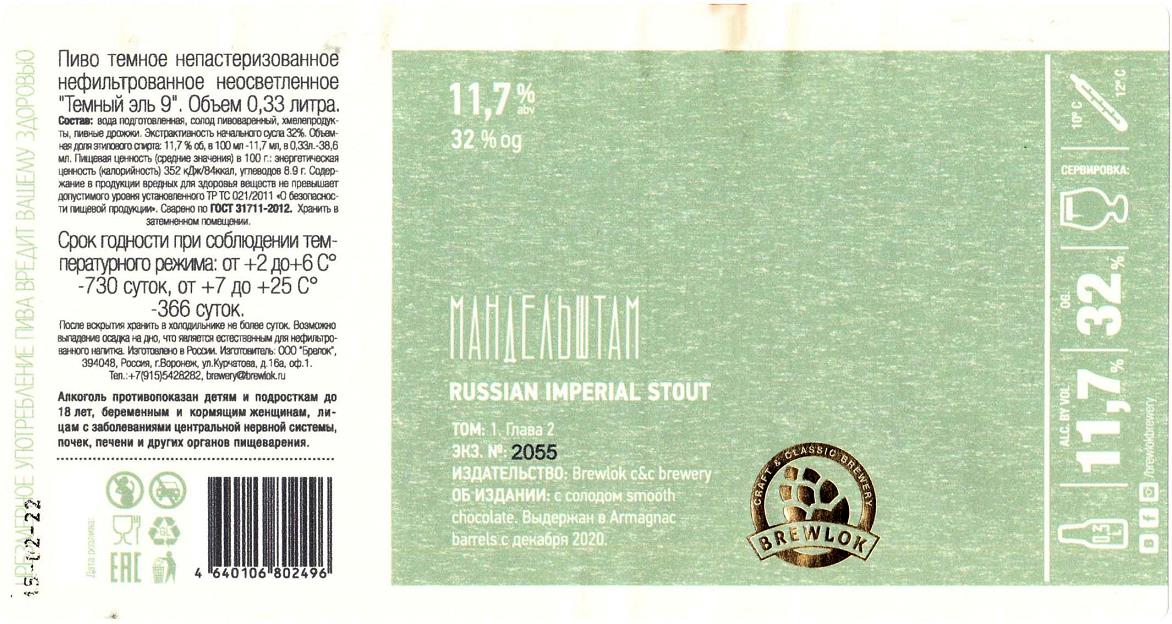 ЧРЕЗМЕРНОЕ УПОТРЕБЛЕНИЕ ПИВА ВРЕДИТ ВАШЕМУ ЗДОРОВЬЮ
Пиво темное непастеризованное
нефильтрованное неосветленное
"Темный эль 9". Объем 0,33 литра.
Состав: вода подготовленная, солод пивоваренный, хмелепродук-
ты, пивные дрожжи. Экстрактивность начального сусла 32%. Объем-
ная доля этилового спирта: 11,7 % об, в 100 мл -11,7 мл, в 0,33л.-38,6
мл. Пищевая ценность (средние значения) в 100 г.: энергетическая
ценность (калорийность) 352 кДж/84ккал, углеводов 8.9 г. Содер-
жание в продукции вредных для здоровья веществ не превышает
допустимого уровня установленного ТР ТС 021/2011 «О безопаснос-
ти пищевой продукции». Сварено по ГОСТ 31711-2012. Хранить в
затемненном помещении.
Срок годности при соблюдении тем-
пературного режима: от +2 до+6 С°
-730 суток, от +7 до +25 С°
-366 суток.
После вскрытия хранить в холодильнике не более суток. Возможно
выпадение осадка на дно, что является естественным для нефильтро-
ванного напитка. Изготовлено в России. Изготовитель: ООО "Брелок",
394048, Россия, г.Воронеж, ул.Курчатова, д.16а, оф.1.
Тел.:+7(915)5428282, brewery@brewlok.ru
Алкоголь противопоказан детям и подросткам до
18 лет, беременным и кормящим женщинам, ли-
цам с заболеваниями центральной нервной системы,
почек, печени и других органов пищеварения.
Дата розлива:
EAC
4 640106 802496
11,7 %
abv
32 % og
МАНДЕЛЬШТАМ
RUSSIAN IMPERIAL STOUT
ТОМ: 1. Глава 2
ЭКЗ. №: 2055
ИЗДАТЕЛЬСТВО: Brewlok c&c brewery
ОБ ИЗДАНИИ: с солодом smooth
chocolate. Выдержан в Armagnac
barrels с декабря 2020.
CRAFT & CLASSIC BREWERY
BREWLOK
10° C
12° C
СЕРВИРОВКА:
ALC. BY VOL
11,7 %
OG.
32 %
/brewlokbrewery